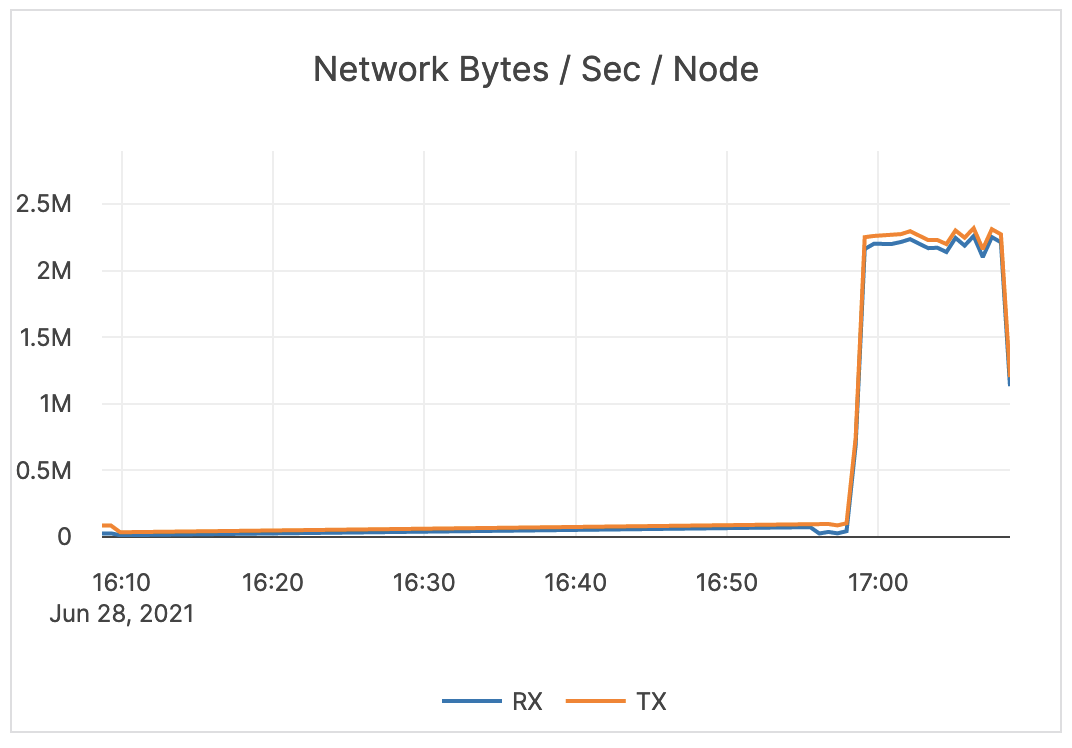 Network Bytes / Sec / Node
2.5M
2M
1.5M
1M
0.5M
0
16:10 16:20 16:30 16:40 16:50 17:00
Jun 28, 2021
RX TX